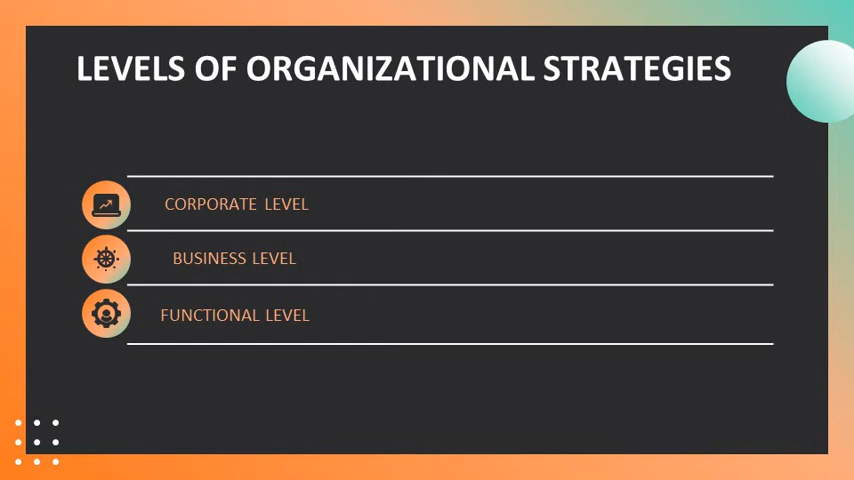 LEVELS OF ORGANIZATIONAL STRATEGIES
CORPORATE LEVEL
BUSINESS LEVEL
FUNCTIONAL LEVEL